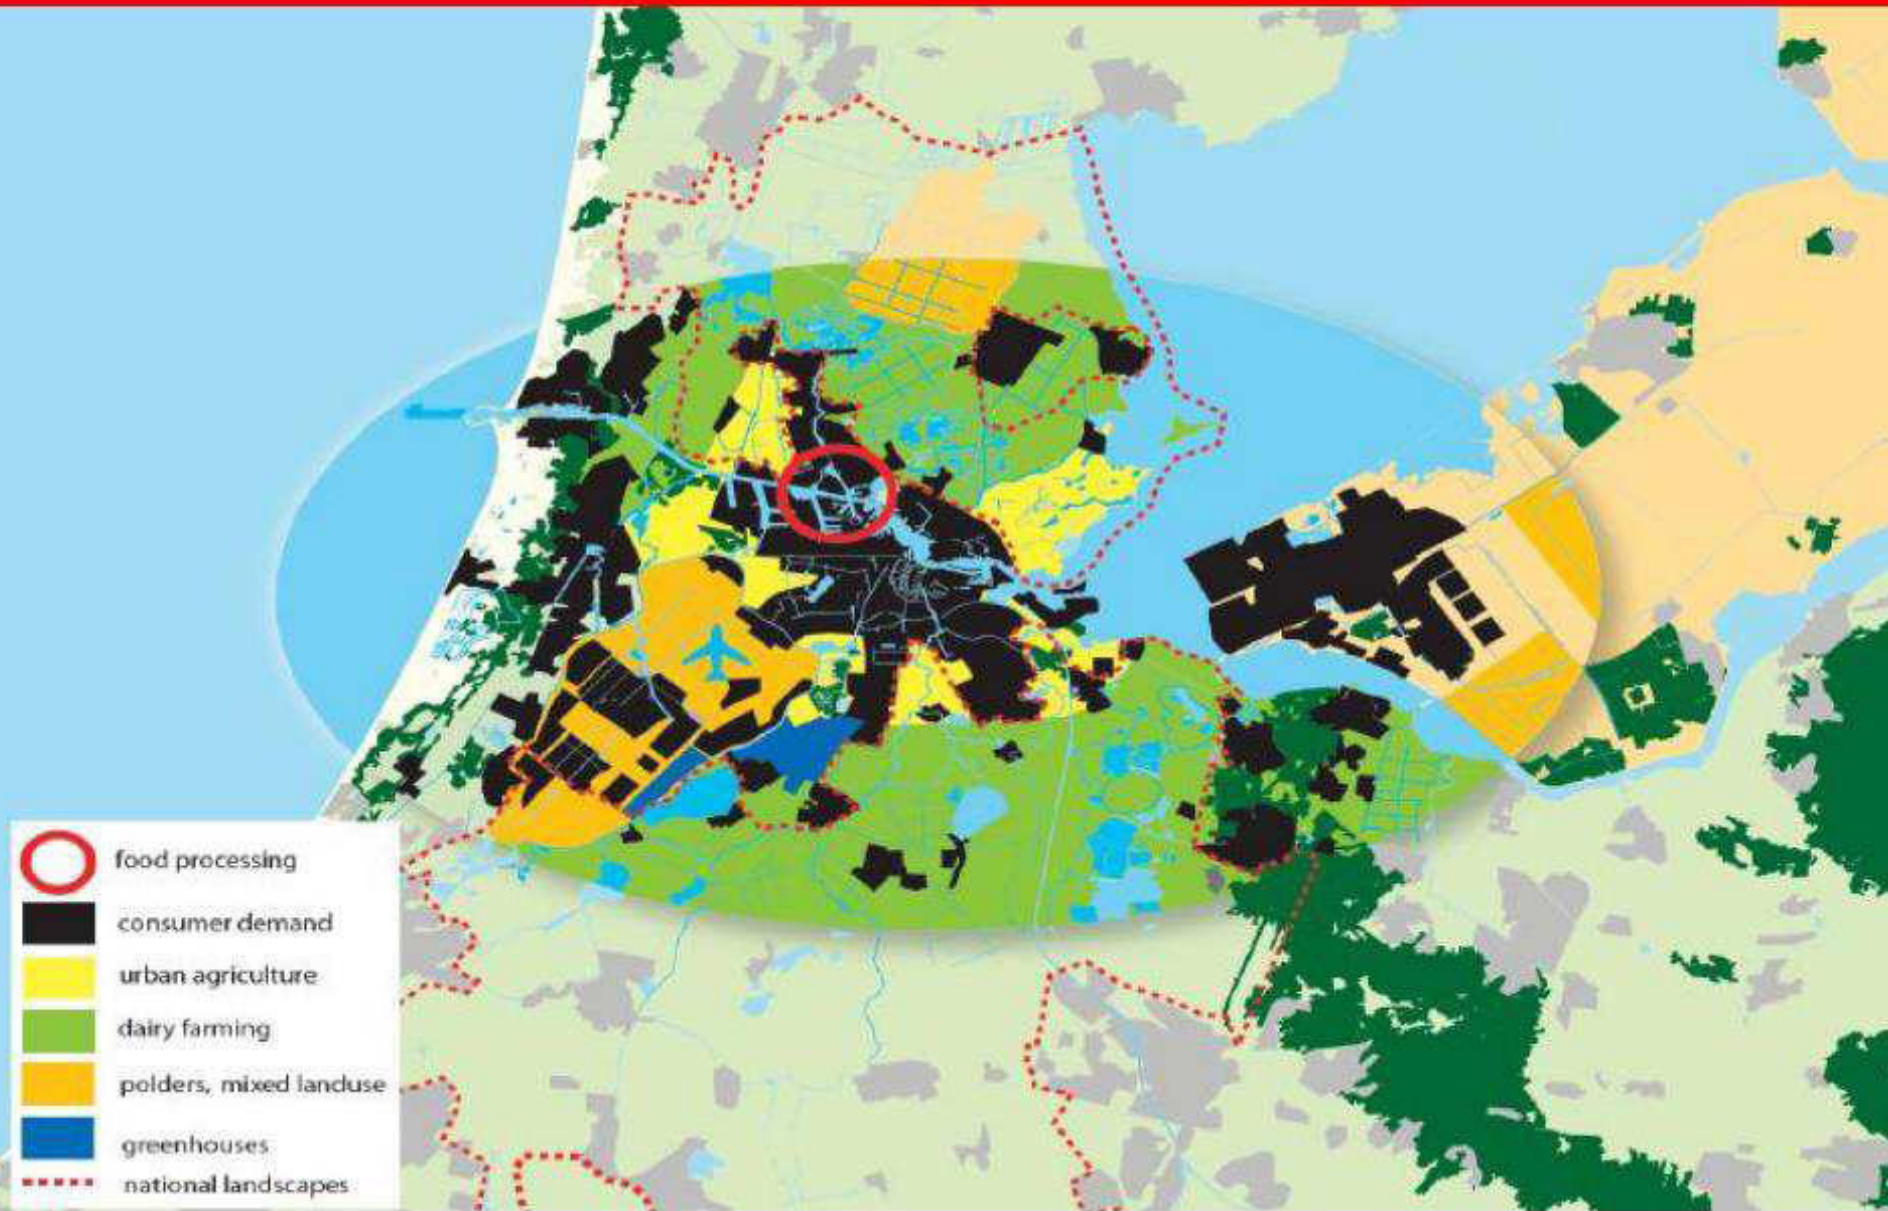 food processing
consumer demand
urban agriculture
dairy farming
polders, mixed landuse
greenhouses
national landscapes